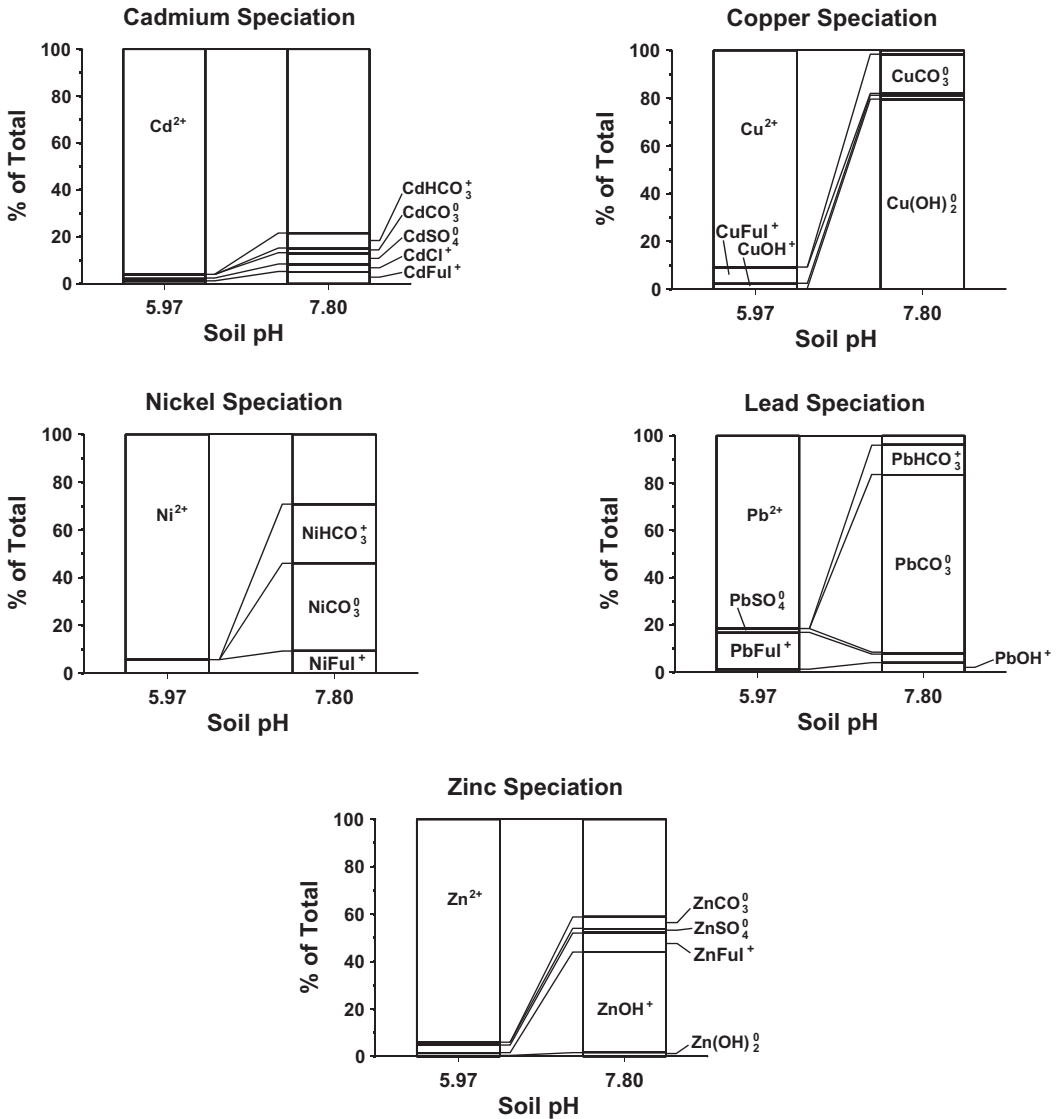 Cadmium Speciation
% of Total
100
80
60
40
20
0
Cd²⁺
CdHCO₃⁺
CdCO₃⁰
CdSO₄⁰
CdCl⁺
CdFul⁺
5.97 7.80
Soil pH
Copper Speciation
% of Total
100
80
60
40
20
0
Cu²⁺
CuFul⁺
CuOH⁺
CuCO₃⁰
Cu(OH)₂⁰
5.97 7.80
Soil pH
Nickel Speciation
% of Total
100
80
60
40
20
0
Ni²⁺
NiHCO₃⁺
NiCO₃⁰
NiFul⁺
5.97 7.80
Soil pH
Lead Speciation
% of Total
100
80
60
40
20
0
Pb²⁺
PbSO₄⁰
PbFul⁺
PbHCO₃⁺
PbCO₃⁰
PbOH⁺
5.97 7.80
Soil pH
Zinc Speciation
% of Total
100
80
60
40
20
0
Zn²⁺
ZnCO₃⁰
ZnSO₄⁰
ZnFul⁺
ZnOH⁺
Zn(OH)₂⁰
5.97 7.80
Soil pH